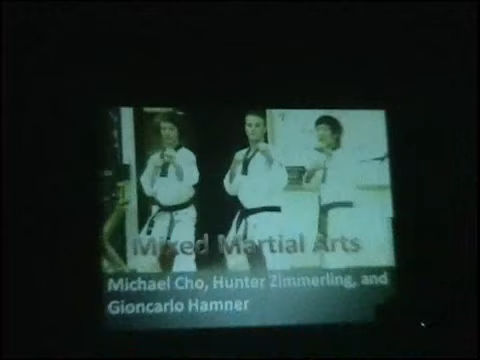 Mixed Martial Arts
Michael Cho, Hunter Zimmerling, and
Gioncarlo Hamner